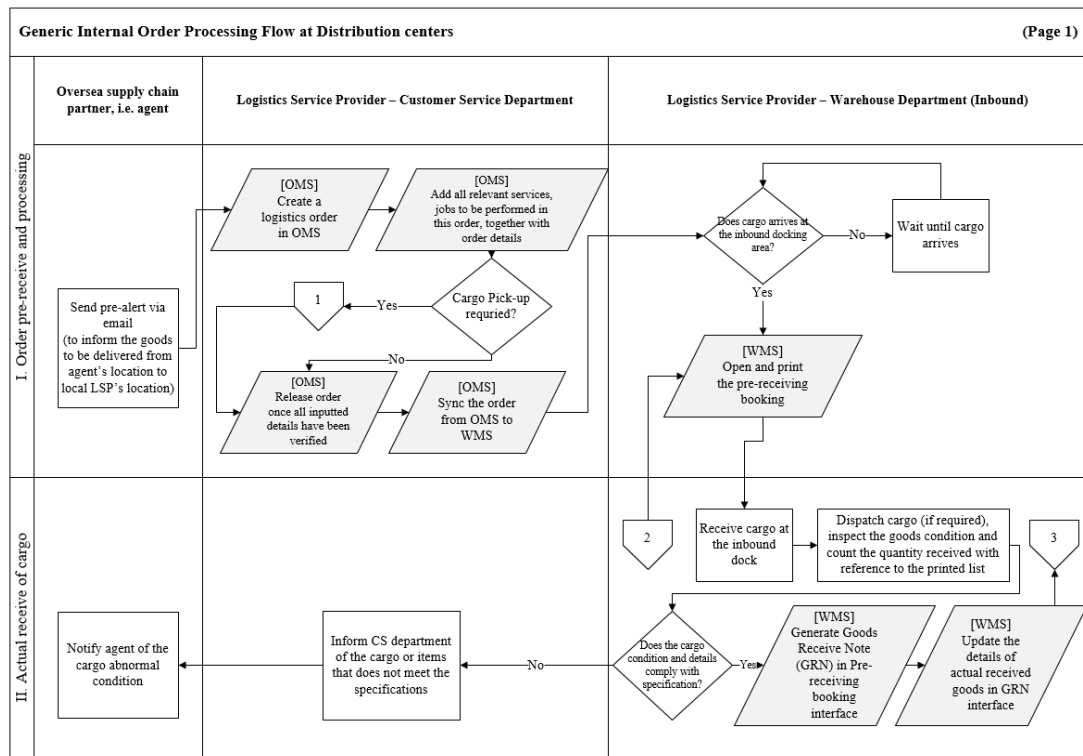 Generic Internal Order Processing Flow at Distribution centers
(Page 1)
I. Order pre-receive and processing
Oversea supply chain
partner, i.e. agent
Logistics Service Provider – Customer Service Department
Logistics Service Provider – Warehouse Department (Inbound)
Send pre-alert via
email
(to inform the goods
to be delivered from
agent's location to
local LSP's location)
[OMS]
Create a
logistics order
in OMS
[OMS]
Add all relevant services,
jobs to be performed in
this order, together with
order details
Cargo Pick-up
requried?
Yes
1
No
[OMS]
Release order
once all inputted
details have been
verified
[OMS]
Sync the order
from OMS to
WMS
Does cargo arrives at
the inbound docking
area?
No
Wait until cargo
arrives
Yes
[WMS]
Open and print
the pre-receiving
booking
II. Actual receive of cargo
2
Receive cargo at
the inbound
dock
Dispatch cargo (if required),
inspect the goods condition and
count the quantity received with
reference to the printed list
3
Does the cargo
condition and details
comply with
specification?
Yes
[WMS]
Generate Goods
Receive Note
(GRN) in Pre-
receiving
booking
interface
[WMS]
Update the
details of
actual received
goods in GRN
interface
No
Inform CS department
of the cargo or items
that does not meet the
specifications
Notify agent of the
cargo abnormal
condition